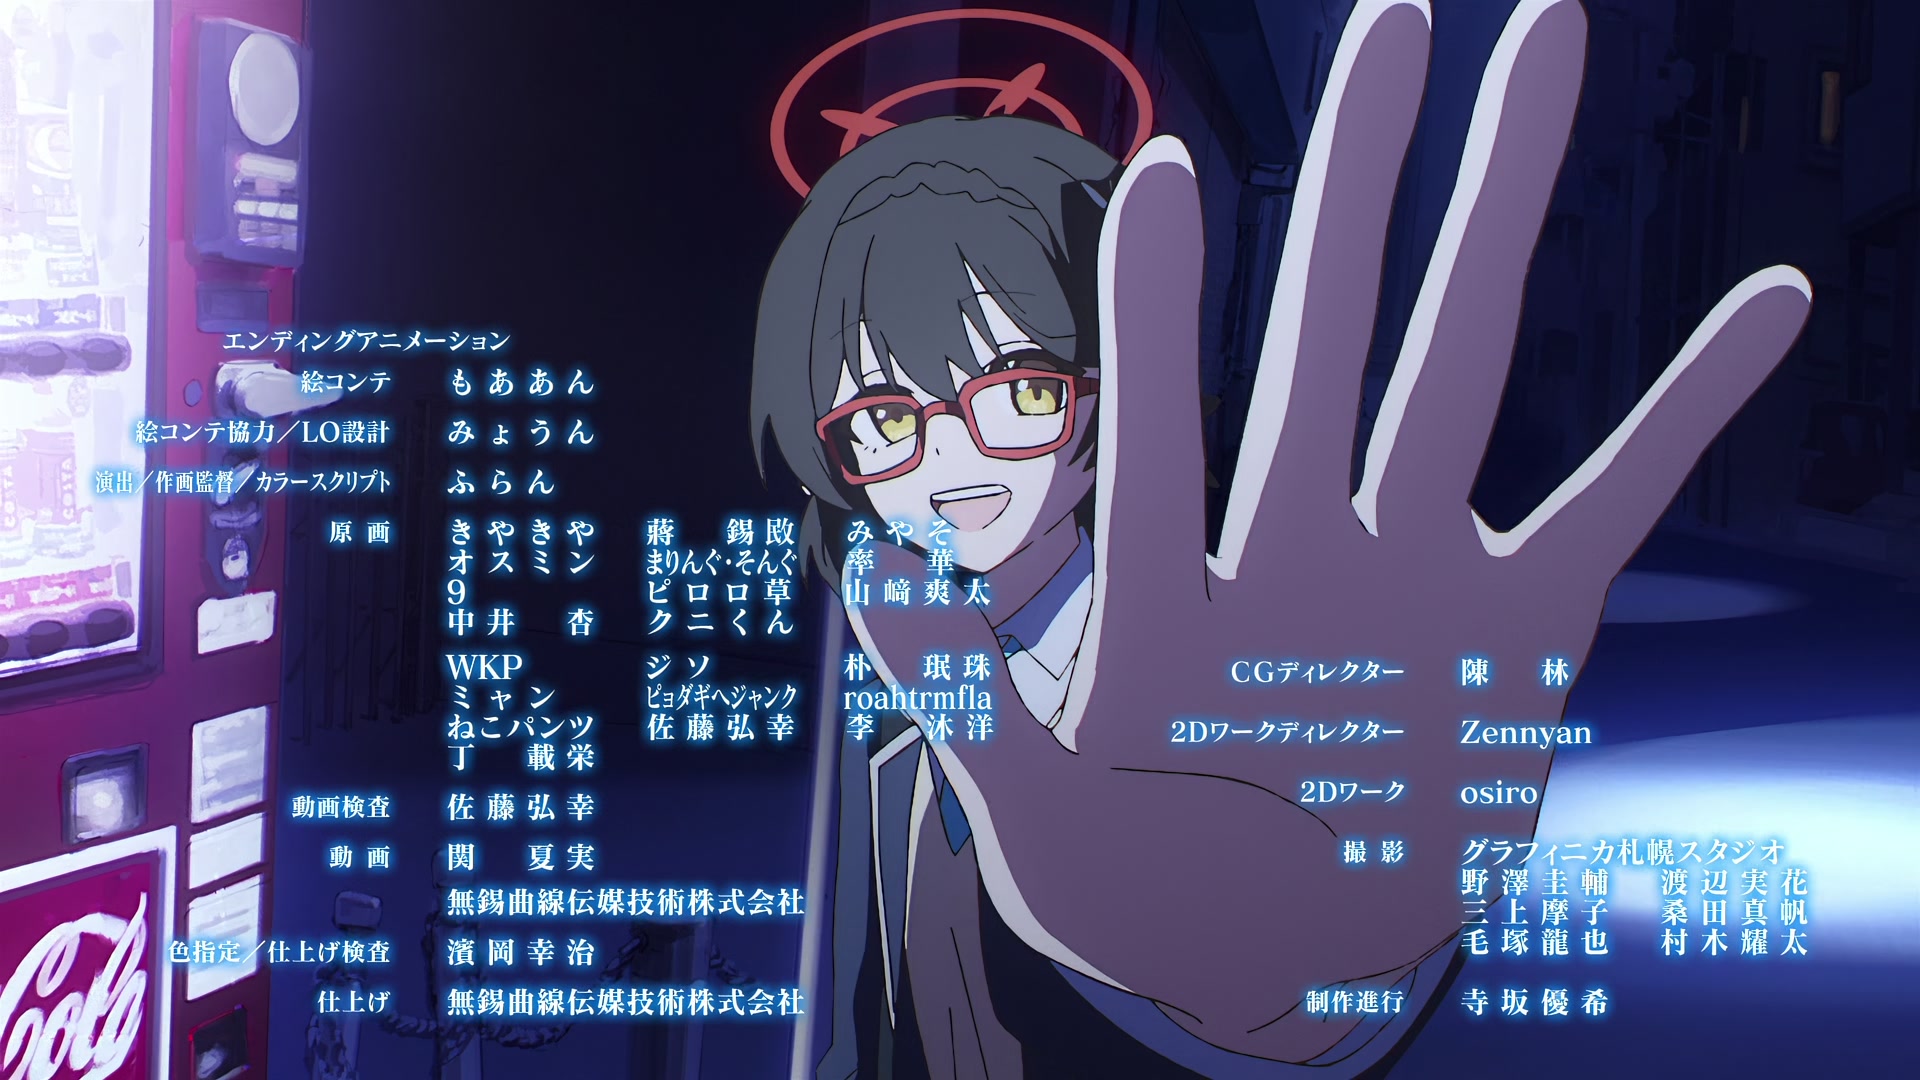 エンディングアニメーション
絵コンテ もああん
絵コンテ協力／LO設計 みょうん
演出／作画監督／カラースクリプト ふらん
原画 きやきや 蔣錫敃 みやそ
オスミン まりんぐ・そんぐ 率華
9 ピロロ草 山﨑爽太
中井杏 クニくん
WKP ジソ 朴珉珠
ミャン ピョダギヘジャンク roahtrmfla
ねこパンツ 佐藤弘幸 李沐洋
丁載栄
動画検査 佐藤弘幸
動画 関夏実
無錫曲線伝媒技術株式会社
色指定／仕上げ検査 濱岡幸治
仕上げ 無錫曲線伝媒技術株式会社
CGディレクター 陳林
2Dワークディレクター Zennyan
2Dワーク osiro
撮影 グラフィニカ札幌スタジオ
野澤圭輔 渡辺実花
三上摩子 桑田真帆
毛塚龍也 村木耀太
制作進行 寺坂優希